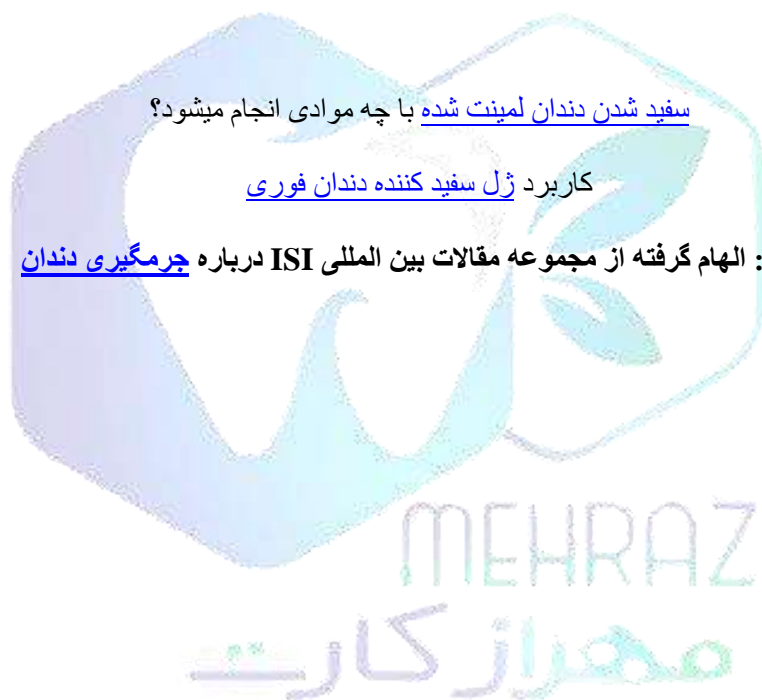 سفید شدن دندان لمینت شده با چه موادی انجام میشود؟
کاربرد ژل سفید کننده دندان فوری
: الهام گرفته از مجموعه مقالات بین المللی ISI درباره جرمگیری دندان
MEHRAZ
مهراز کارت